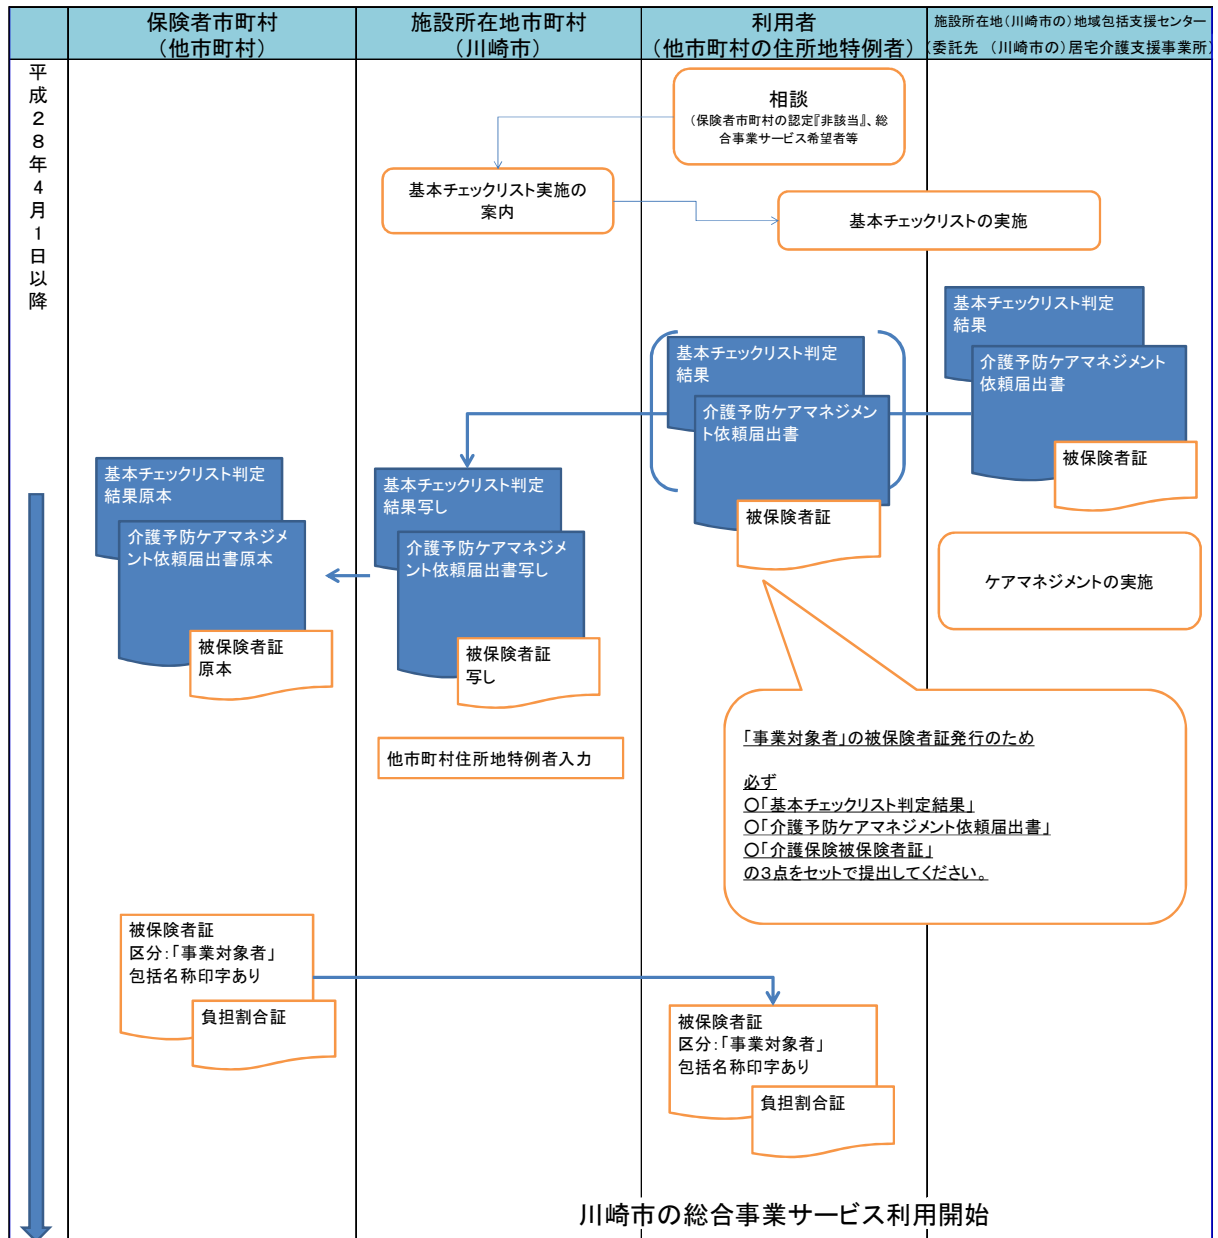 保険者市町村
(他市町村)
施設所在地市町村
(川崎市)
利用者
(他市町村の住所地特例者)
施設所在地(川崎市の)地域包括支援センター
(委託先 (川崎市の)居宅介護支援事業所)
平成28年4月1日以降
相談
(保険者市町村の認定『非該当』、総
合事業サービス希望者等
基本チェックリスト実施の
案内
基本チェックリストの実施
基本チェックリスト判定
結果
介護予防ケアマネジメント
依頼届出書
被保険者証
基本チェックリスト判定
結果
介護予防ケアマネジメン
ト依頼届出書
被保険者証
基本チェックリスト判定
結果写し
介護予防ケアマネジメ
ント依頼届出書写し
被保険者証
写し
基本チェックリスト判定
結果原本
介護予防ケアマネジメ
ント依頼届出書原本
被保険者証
原本
ケアマネジメントの実施
他市町村住所地特例者入力
「事業対象者」の被保険者証発行のため
必ず
○「基本チェックリスト判定結果」
○「介護予防ケアマネジメント依頼届出書」
○「介護保険被保険者証」
の3点をセットで提出してください。
被保険者証
区分:「事業対象者」
包括名称印字あり
負担割合証
被保険者証
区分:「事業対象者」
包括名称印字あり
負担割合証
川崎市の総合事業サービス利用開始